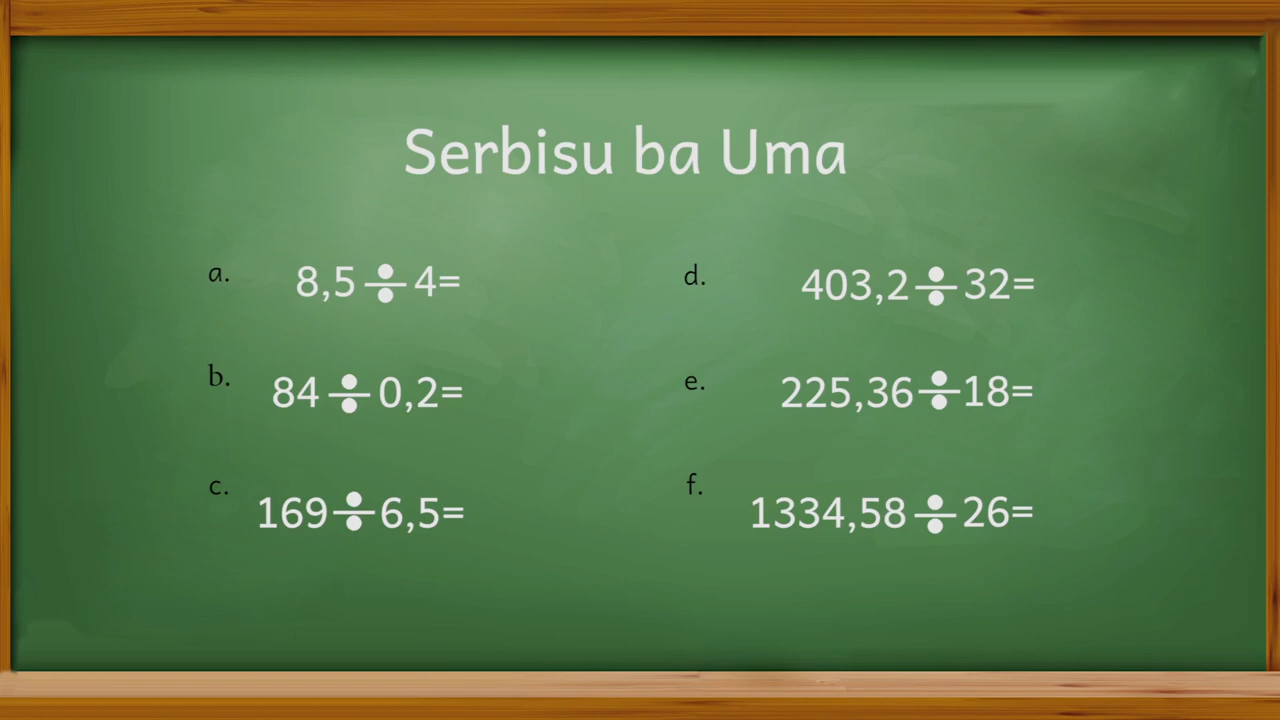 Serbisu ba Uma
a. 8,5 ÷ 4=
b. 84 ÷ 0,2=
c. 169 ÷ 6,5=
d. 403,2 ÷ 32=
e. 225,36 ÷ 18=
f. 1334,58 ÷ 26=